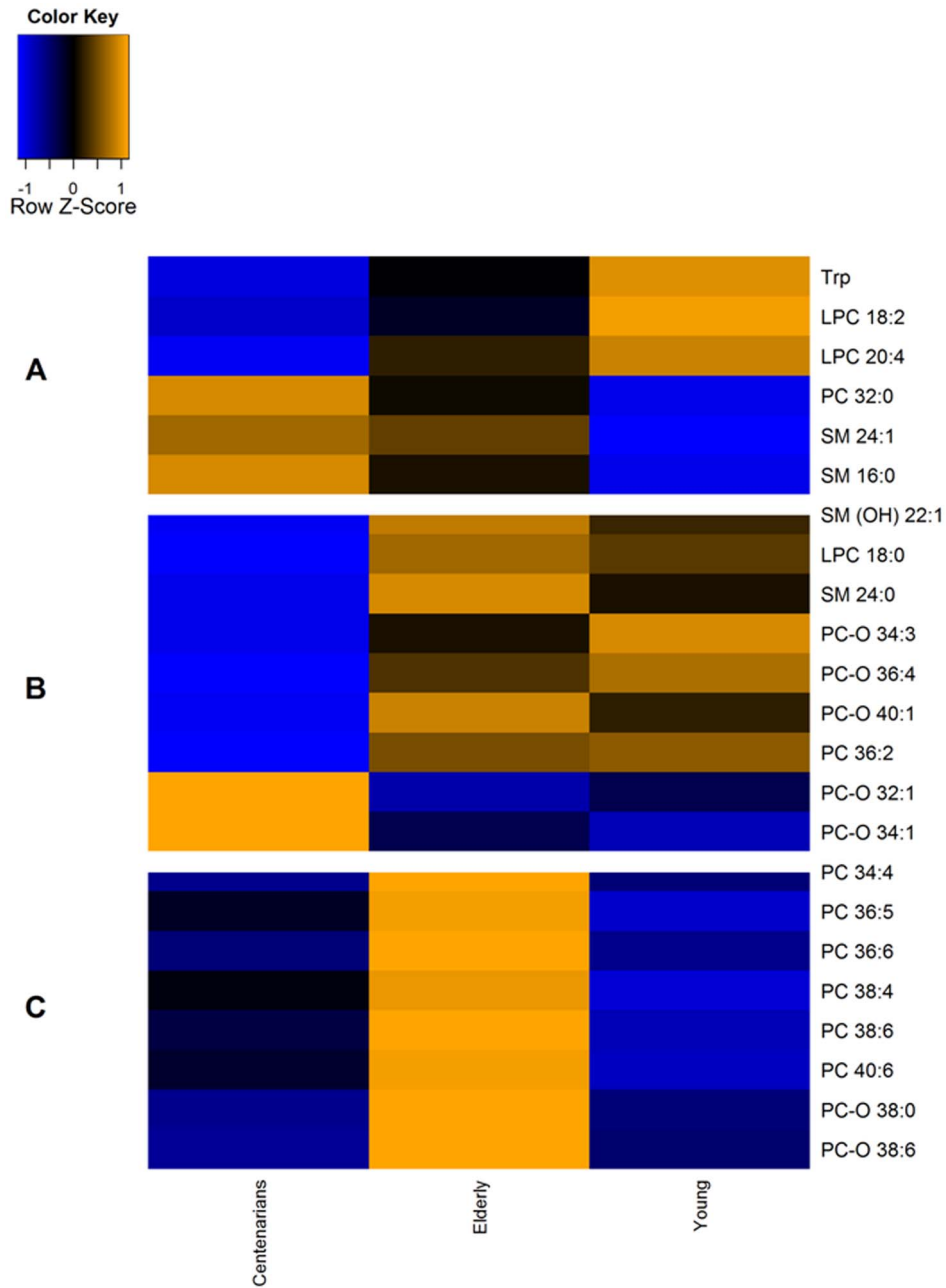 Color Key
-1 0 1
Row Z-Score
A
Trp
LPC 18:2
LPC 20:4
PC 32:0
SM 24:1
SM 16:0
B
SM (OH) 22:1
LPC 18:0
SM 24:0
PC-O 34:3
PC-O 36:4
PC-O 40:1
PC 36:2
PC-O 32:1
PC-O 34:1
C
PC 34:4
PC 36:5
PC 36:6
PC 38:4
PC 38:6
PC 40:6
PC-O 38:0
PC-O 38:6
Centenarians
Elderly
Young